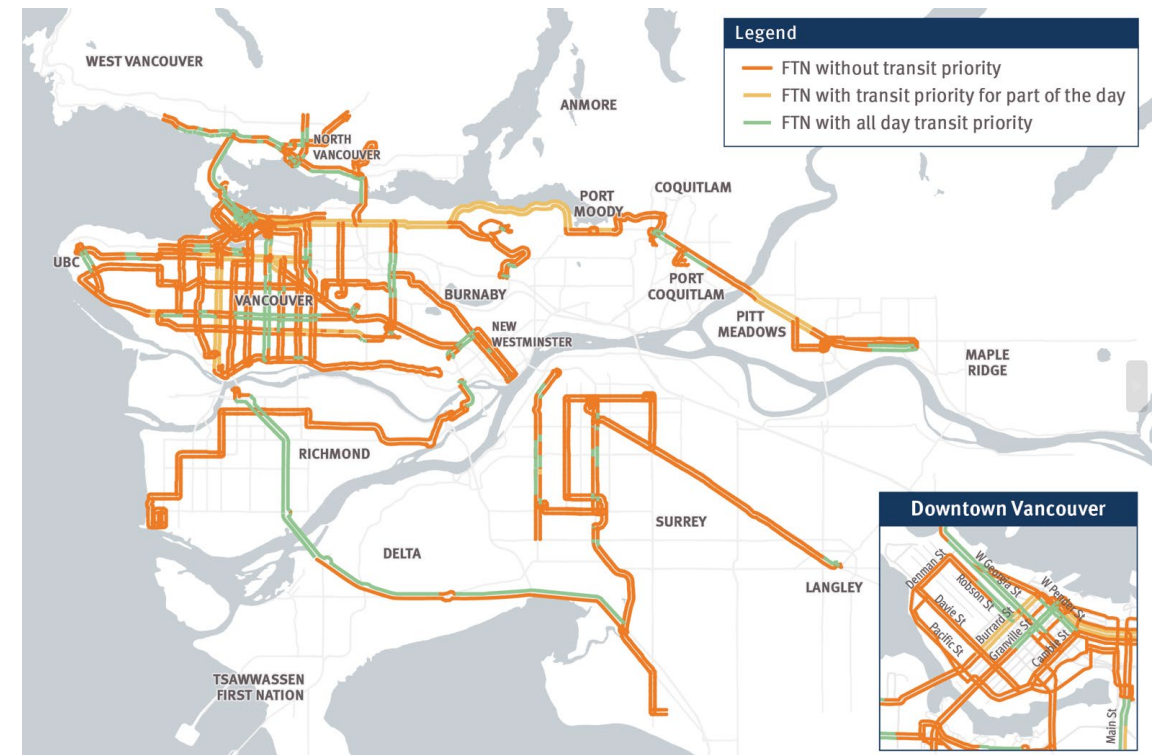 Legend
FTN without transit priority
FTN with transit priority for part of the day
FTN with all day transit priority
WEST VANCOUVER
ANMORE
NORTH
VANCOUVER
PORT
MOODY
COQUITLAM
UBC
VANCOUVER
BURNABY
PORT
COQUITLAM
NEW
WESTMINSTER
PITT
MEADOWS
MAPLE
RIDGE
RICHMOND
SURREY
DELTA
LANGLEY
TSAWWASSEN
FIRST NATION
Downtown Vancouver
Denman St
W Georgia St
Robson St
W Pender St
Davie St
Burrard St
Granville St
Pacific St
Cambie St
Main St